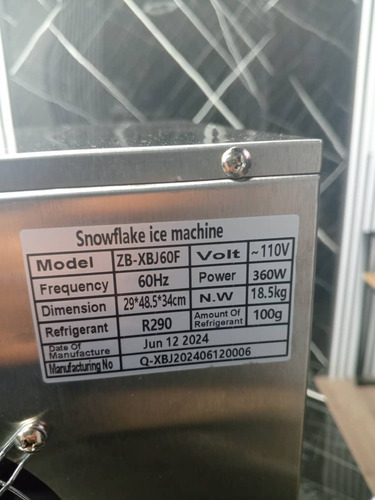 Snowflake ice machine
Model ZB-XBJ60F Volt ~110V
Frequency 60Hz Power 360W
Dimension 29*48.5*34cm N.W 18.5kg
Refrigerant R290 Amount Of Refrigerant 100g
Date Of Manufacture Jun 12 2024
Manufacturing No Q-XBJ202406120006